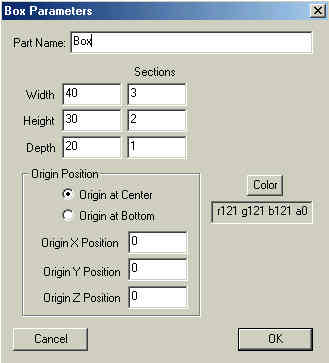 Box Parameters
Part Name: Box
Sections
Width 40 3
Height 30 2
Depth 20 1
Origin Position
Origin at Center
Origin at Bottom
Origin X Position 0
Origin Y Position 0
Origin Z Position 0
Color
r121 g121 b121 a0
Cancel OK